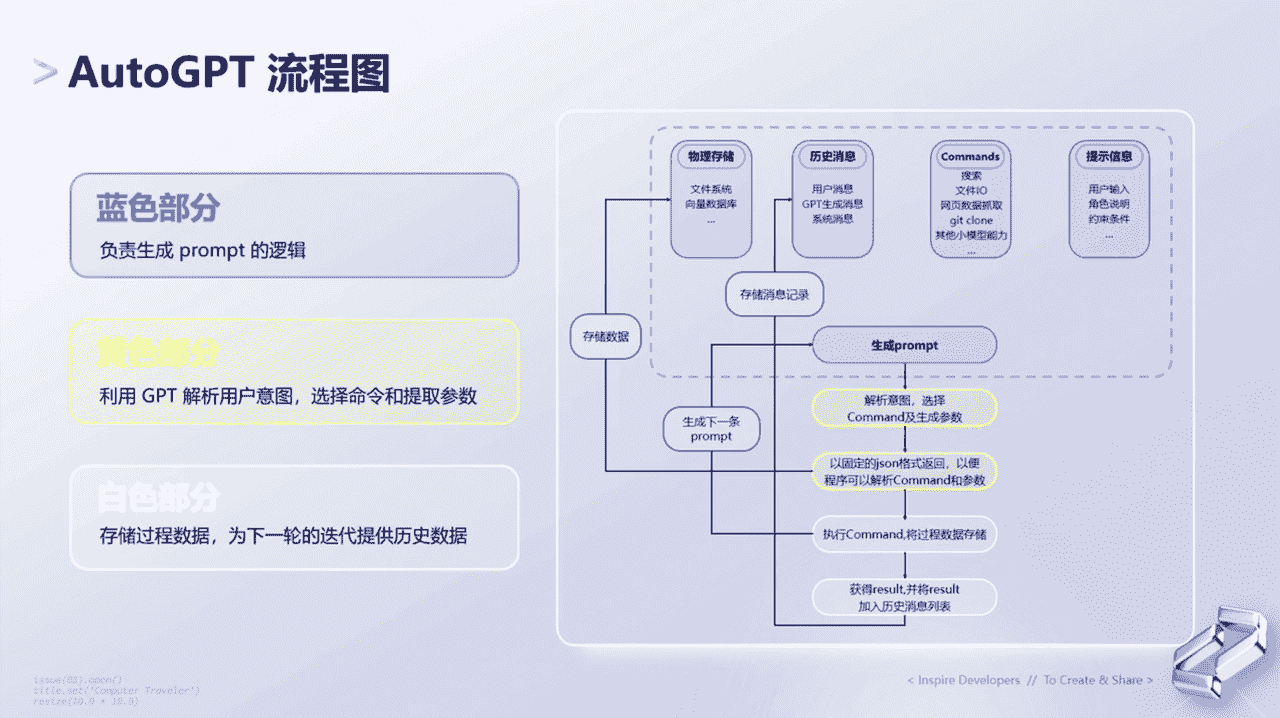 > AutoGPT 流程图
蓝色部分
负责生成 prompt 的逻辑
黄色部分
利用 GPT 解析用户意图，选择命令和提取参数
白色部分
存储过程数据，为下一轮的迭代提供历史数据
物理存储
文件系统
向量数据库
...
历史消息
用户消息
GPT生成消息
系统消息
Commands
搜索
文件IO
网页数据抓取
git clone
其他小模型能力
...
提示信息
用户输入
角色说明
约束条件
...
存储消息记录
存储数据
生成prompt
解析意图，选择
Command及生成参数
生成下一条
prompt
以固定的json格式返回，以便
程序可以解析Command和参数
执行Command,将过程数据存储
获得result,并将result
加入历史消息列表
issue(03).open()
title.set('Computer Traveler')
resize(10.0 * 10.0)
< Inspire Developers // To Create & Share >